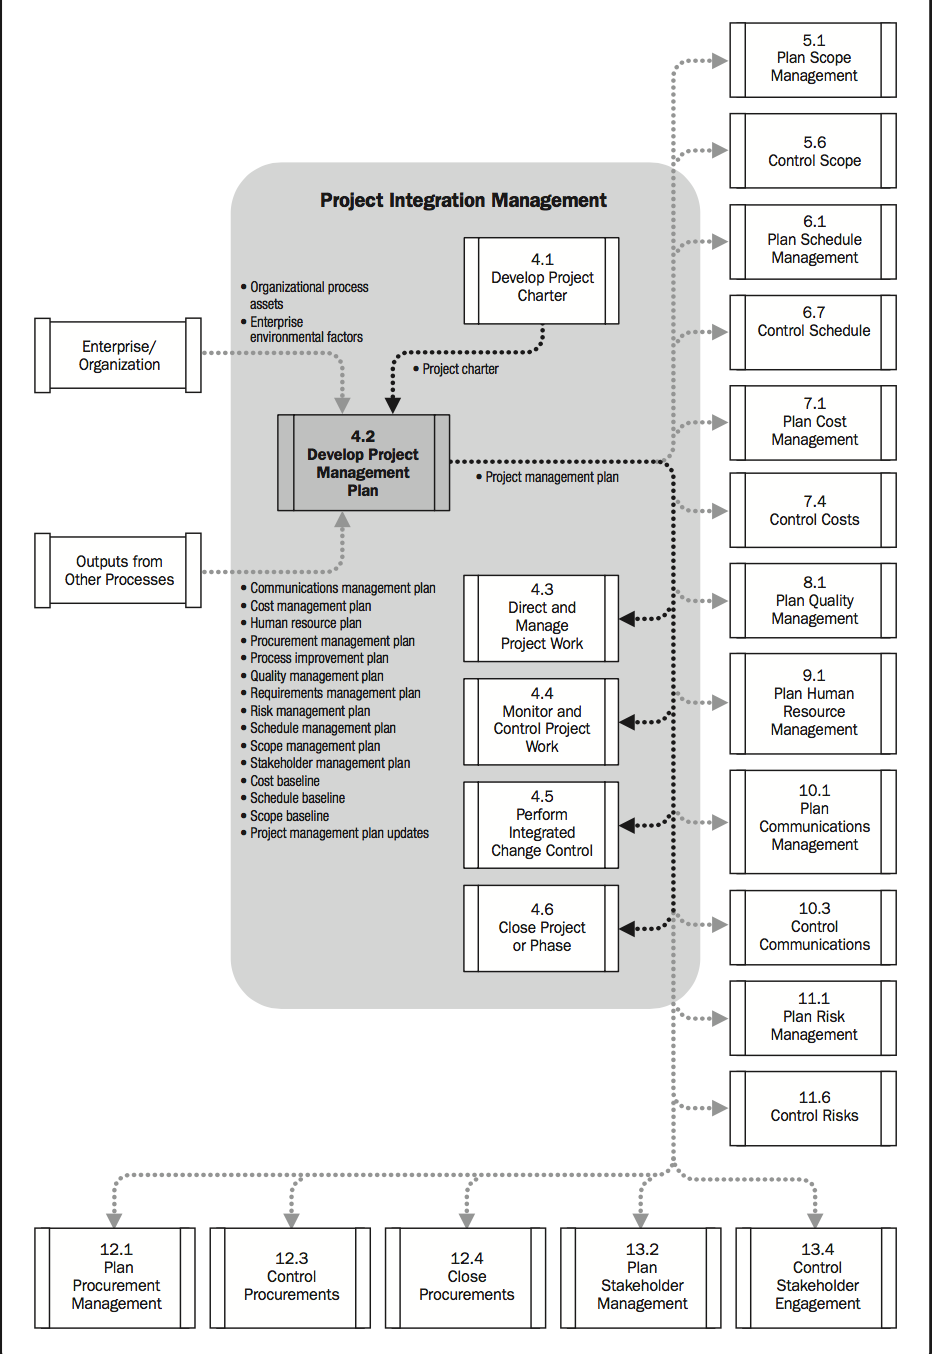 Project Integration Management
4.1
Develop Project
Charter
• Organizational process
assets
• Enterprise
environmental factors
Enterprise/
Organization
• Project charter
4.2
Develop Project
Management
Plan
• Project management plan
Outputs from
Other Processes
• Communications management plan
• Cost management plan
• Human resource plan
• Procurement management plan
• Process improvement plan
• Quality management plan
• Requirements management plan
• Risk management plan
• Schedule management plan
• Scope management plan
• Stakeholder management plan
• Cost baseline
• Schedule baseline
• Scope baseline
• Project management plan updates
4.3
Direct and
Manage
Project Work
4.4
Monitor and
Control Project
Work
4.5
Perform
Integrated
Change Control
4.6
Close Project
or Phase
5.1
Plan Scope
Management
5.6
Control Scope
6.1
Plan Schedule
Management
6.7
Control Schedule
7.1
Plan Cost
Management
7.4
Control Costs
8.1
Plan Quality
Management
9.1
Plan Human
Resource
Management
10.1
Plan
Communications
Management
10.3
Control
Communications
11.1
Plan Risk
Management
11.6
Control Risks
12.1
Plan
Procurement
Management
12.3
Control
Procurements
12.4
Close
Procurements
13.2
Plan
Stakeholder
Management
13.4
Control
Stakeholder
Engagement